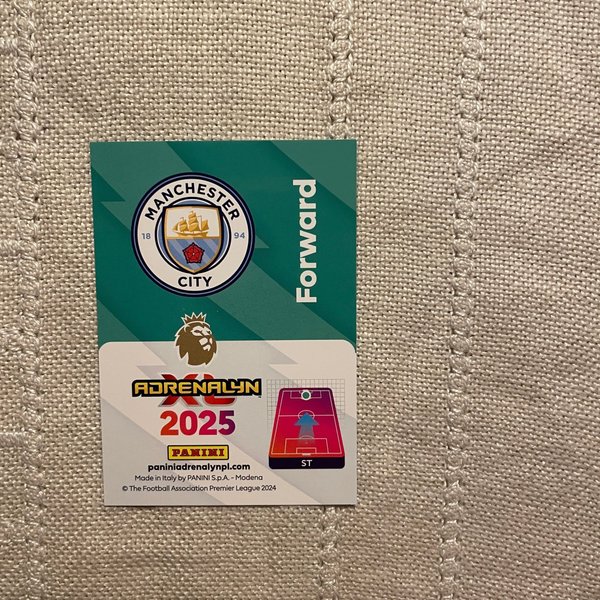 MANCHESTER
18 94
CITY
Forward
ADRENALYN
XL
2025
PANINI
paniniadrenalynpl.com
Made in Italy by PANINI S.p.A. - Modena
© The Football Association Premier League 2024
ST